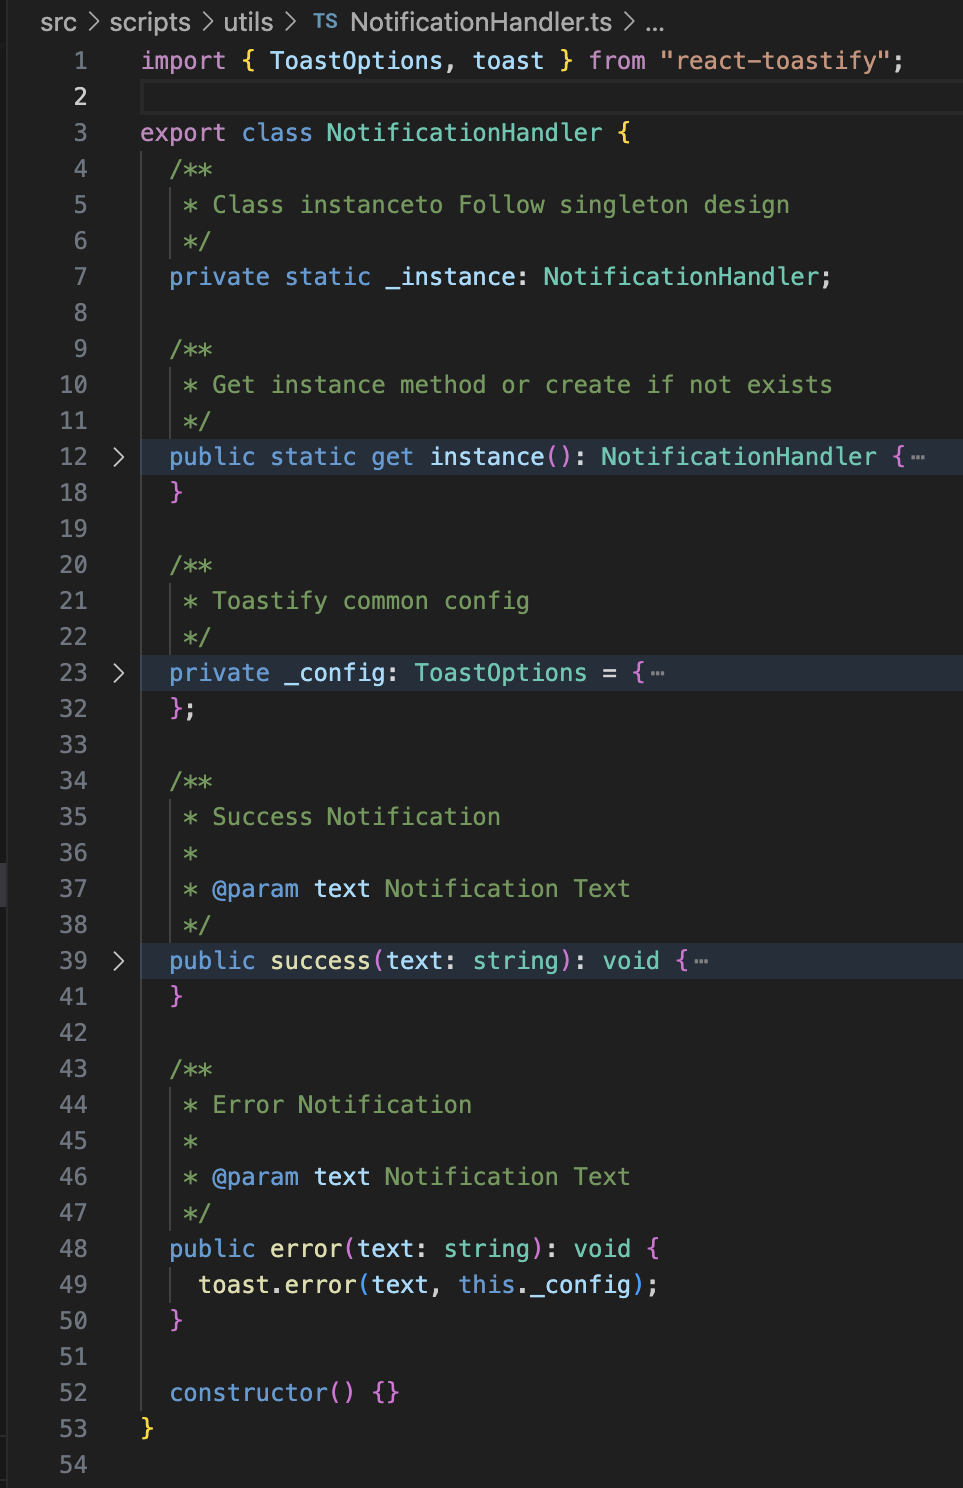 src > scripts > utils > TS NotificationHandler.ts > ...
1 import { ToastOptions, toast } from "react-toastify";
2
3 export class NotificationHandler {
4 /**
5 * Class instanceto Follow singleton design
6 */
7 private static _instance: NotificationHandler;
8
9 /**
10 * Get instance method or create if not exists
11 */
12 > public static get instance(): NotificationHandler { ⋯
18 }
19
20 /**
21 * Toastify common config
22 */
23 > private _config: ToastOptions = { ⋯
32 };
33
34 /**
35 * Success Notification
36 *
37 * @param text Notification Text
38 */
39 > public success(text: string): void { ⋯
41 }
42
43 /**
44 * Error Notification
45 *
46 * @param text Notification Text
47 */
48 public error(text: string): void {
49 toast.error(text, this._config);
50 }
51
52 constructor() {}
53 }
54